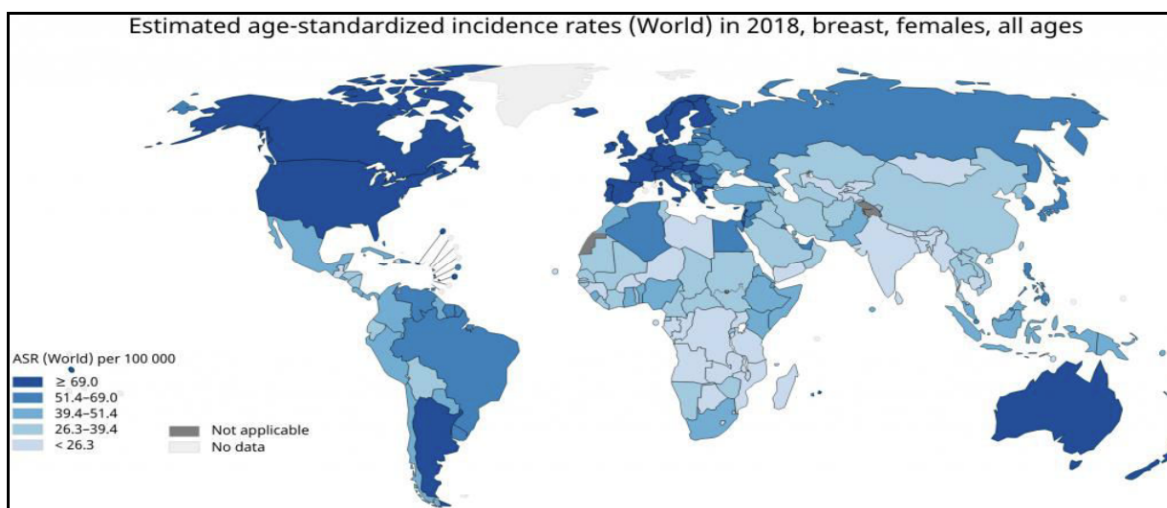 Estimated age-standardized incidence rates (World) in 2018, breast, females, all ages
ASR (World) per 100 000
≥ 69.0
51.4–69.0
39.4–51.4
26.3–39.4
< 26.3
Not applicable
No data